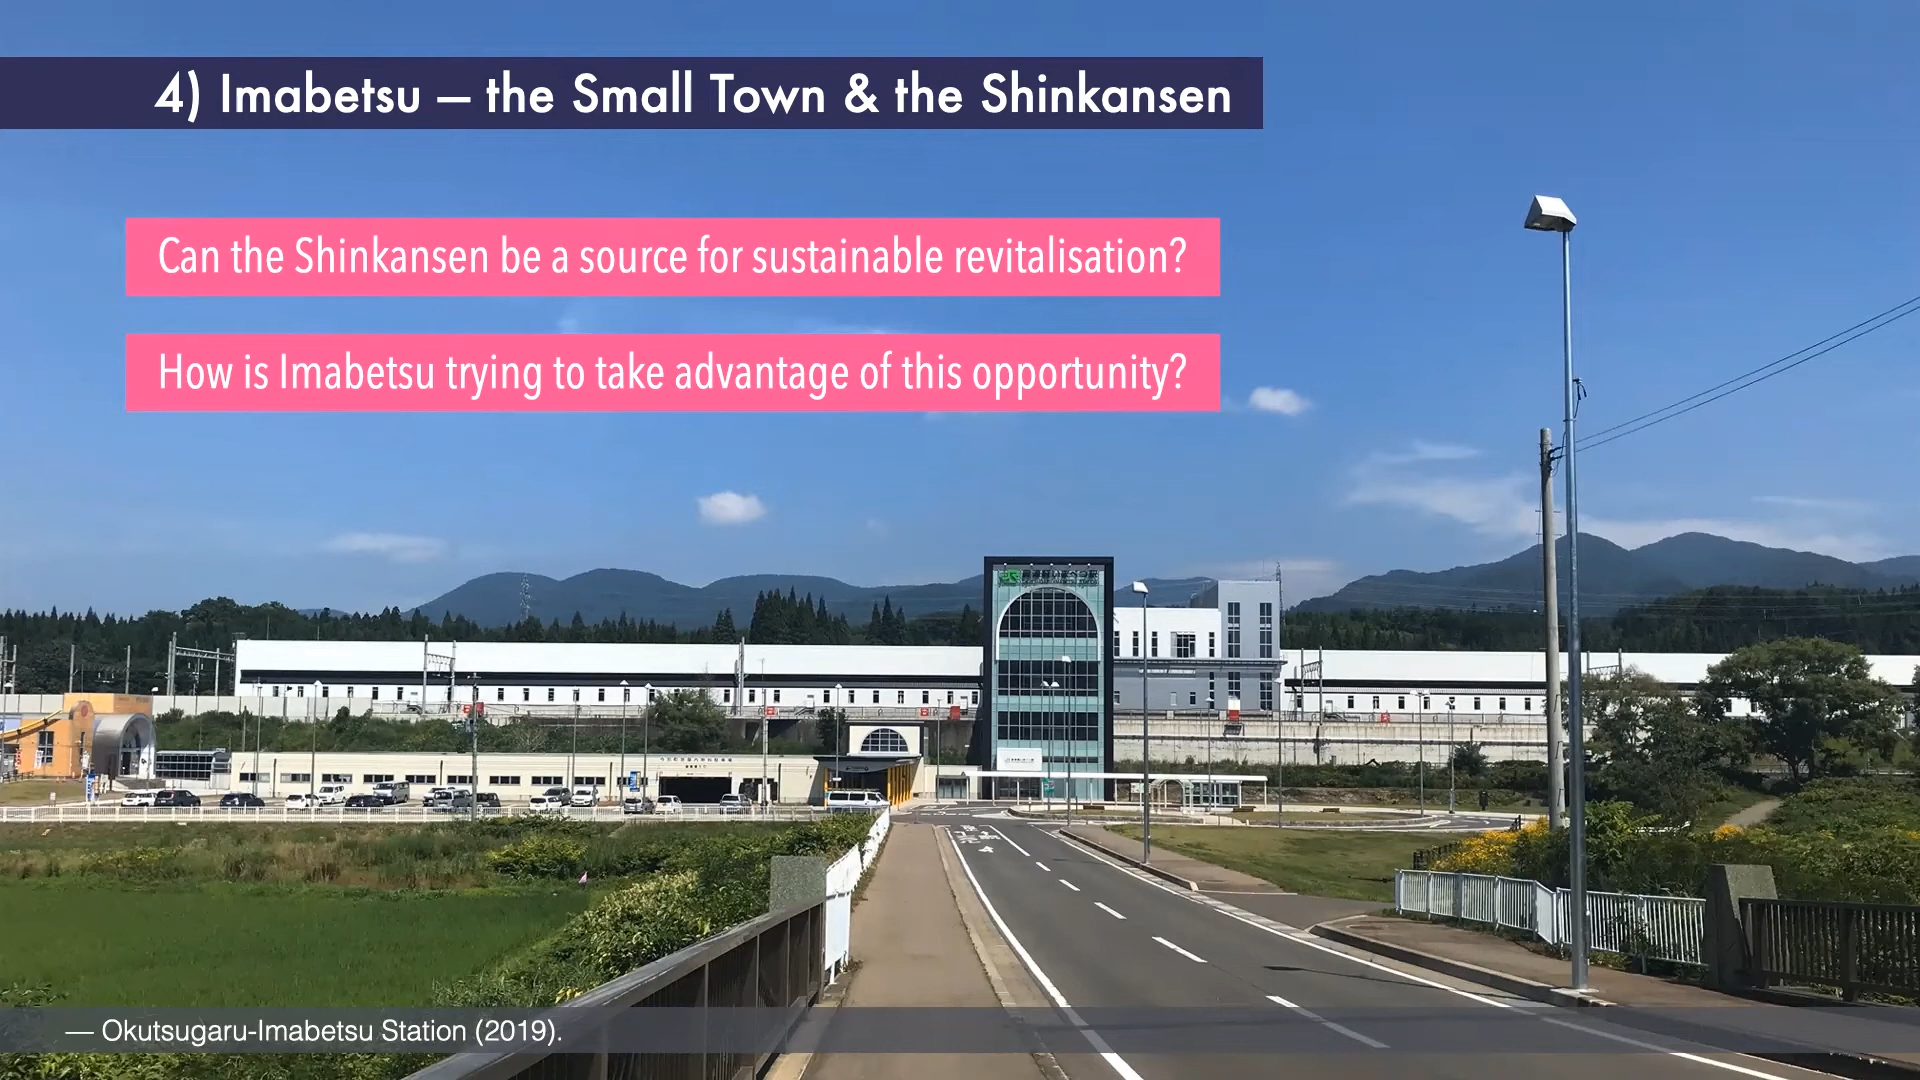 4) Imabetsu — the Small Town & the Shinkansen
Can the Shinkansen be a source for sustainable revitalisation?
How is Imabetsu trying to take advantage of this opportunity?
JR
— Okutsugaru-Imabetsu Station (2019).